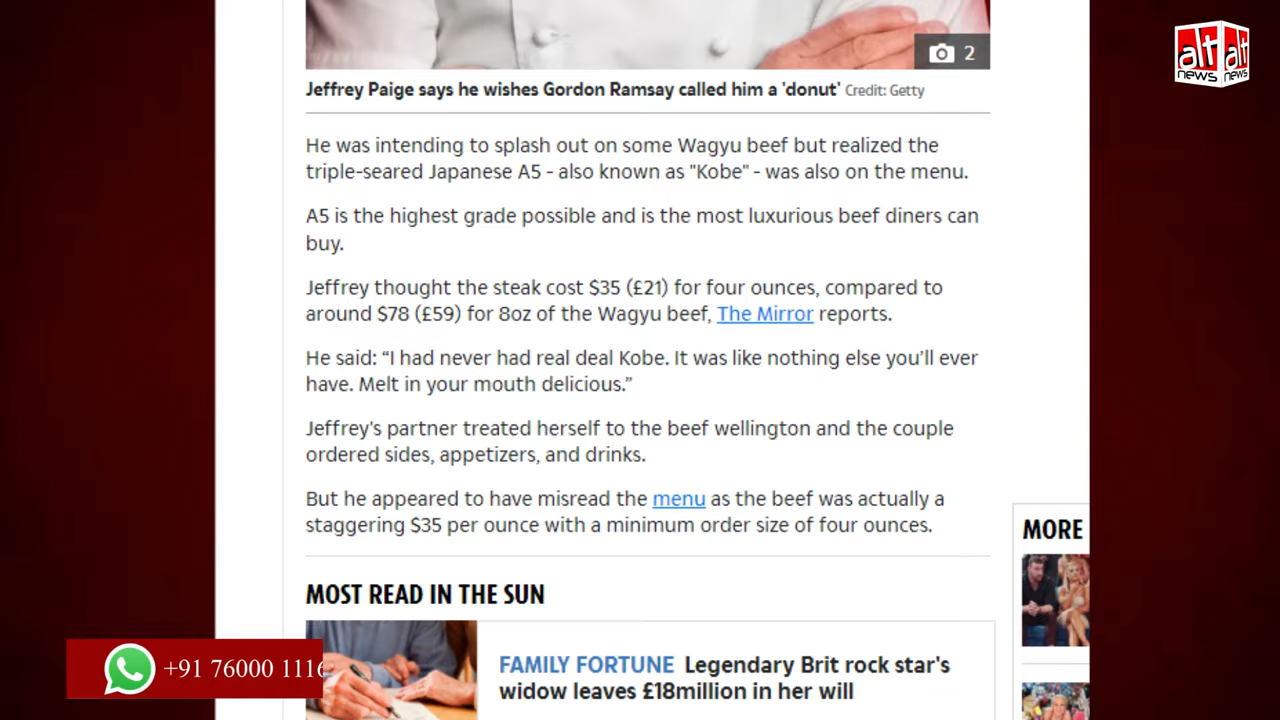 alt alt
news news
2
Jeffrey Paige says he wishes Gordon Ramsay called him a 'donut' Credit: Getty
He was intending to splash out on some Wagyu beef but realized the
triple-seared Japanese A5 - also known as "Kobe" - was also on the menu.
A5 is the highest grade possible and is the most luxurious beef diners can
buy.
Jeffrey thought the steak cost $35 (£21) for four ounces, compared to
around $78 (£59) for 8oz of the Wagyu beef, The Mirror reports.
He said: “I had never had real deal Kobe. It was like nothing else you’ll ever
have. Melt in your mouth delicious.”
Jeffrey's partner treated herself to the beef wellington and the couple
ordered sides, appetizers, and drinks.
But he appeared to have misread the menu as the beef was actually a
staggering $35 per ounce with a minimum order size of four ounces.
MORE
MOST READ IN THE SUN
FAMILY FORTUNE Legendary Brit rock star's
widow leaves £18million in her will
+91 76000 111